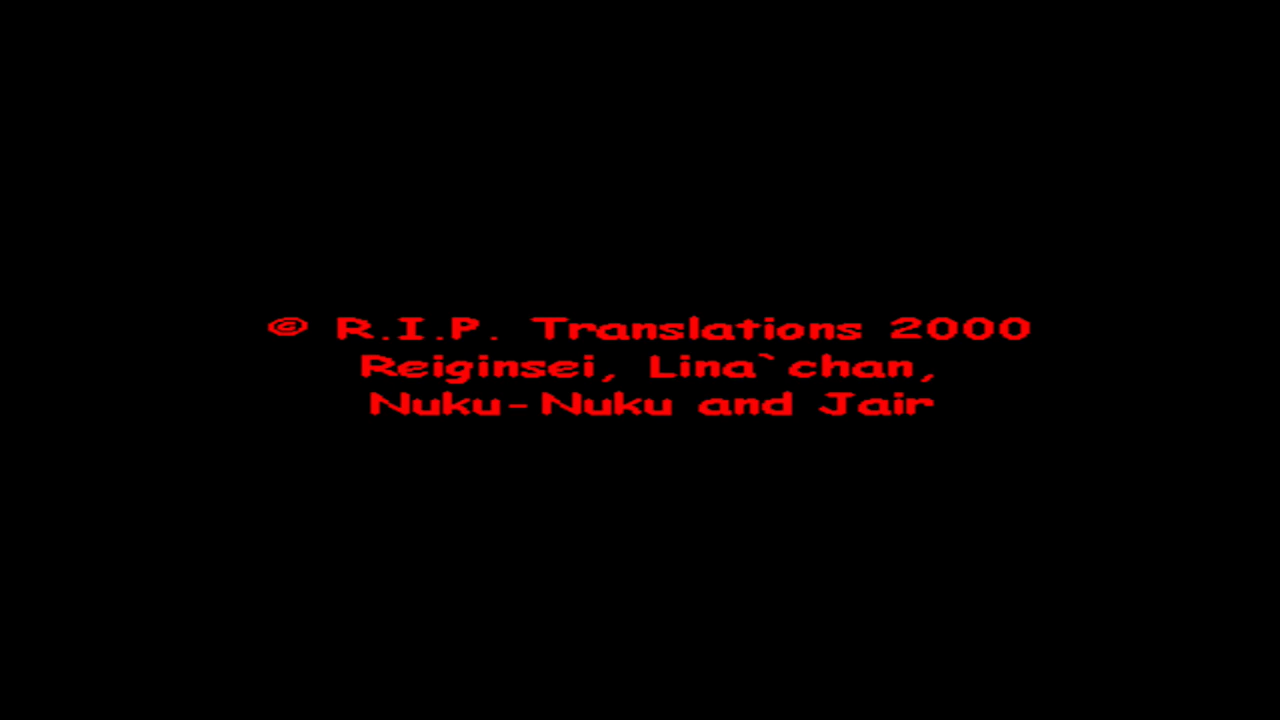 © R.I.P. Translations 2000
Reiginsei, Lina`chan,
Nuku-Nuku and Jair